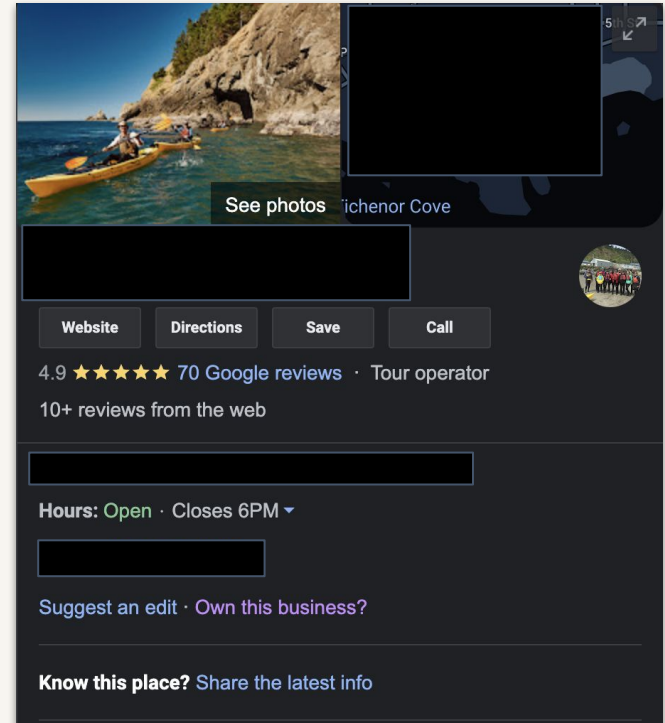 5th S
P
See photos
Tichenor Cove
Website Directions Save Call
4.9 70 Google reviews · Tour operator
10+ reviews from the web
Hours: Open · Closes 6PM
Suggest an edit · Own this business?
Know this place? Share the latest info